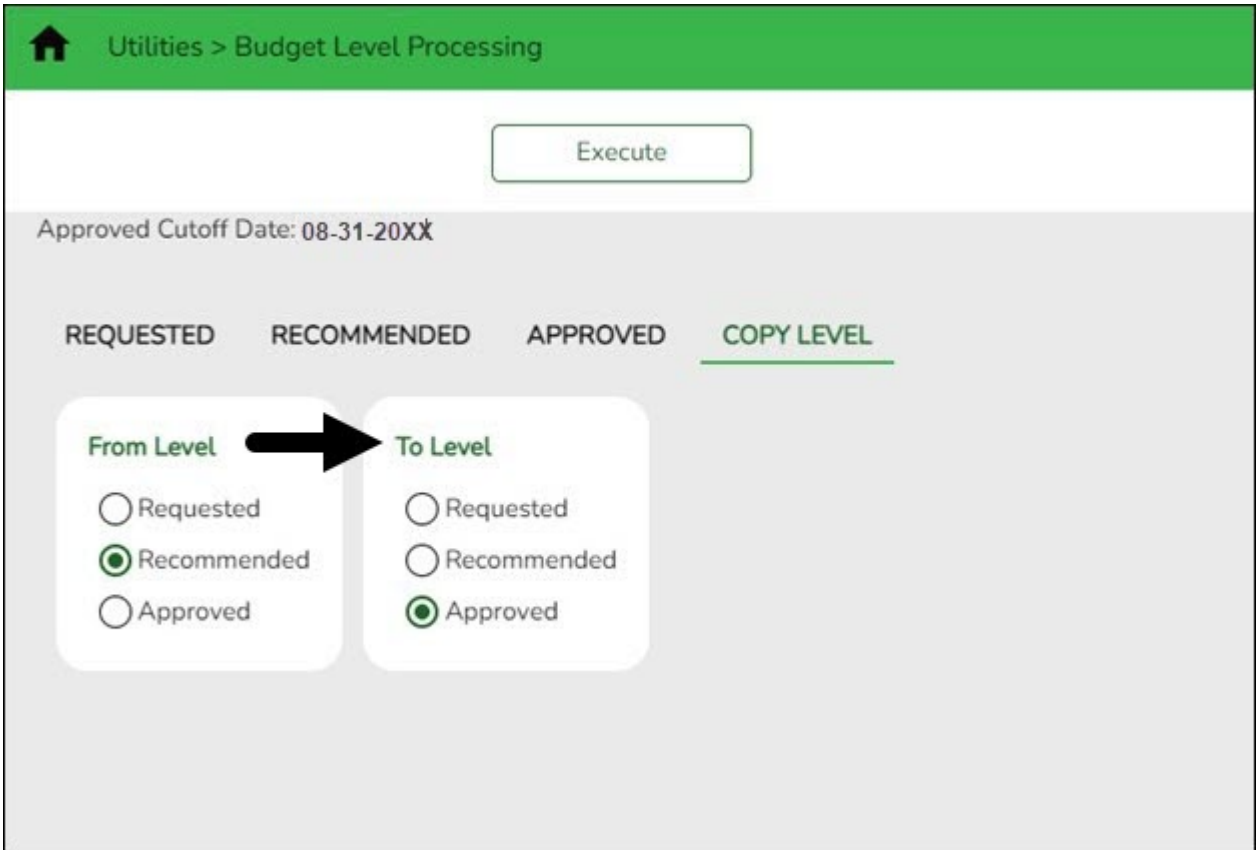 Utilities > Budget Level Processing
Execute
Approved Cutoff Date: 08-31-20XX
REQUESTED RECOMMENDED APPROVED COPY LEVEL
From Level To Level
Requested Requested
Recommended Recommended
Approved Approved